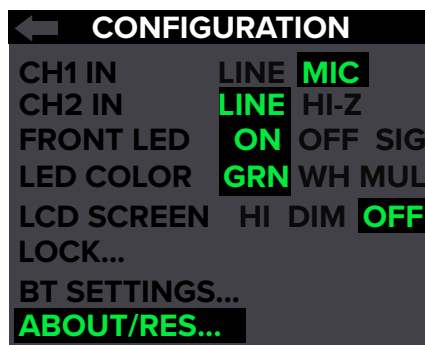 CONFIGURATION
CH1 IN LINE MIC
CH2 IN LINE HI-Z
FRONT LED ON OFF SIG
LED COLOR GRN WH MUL
LCD SCREEN HI DIM OFF
LOCK...
BT SETTINGS...
ABOUT/RES...